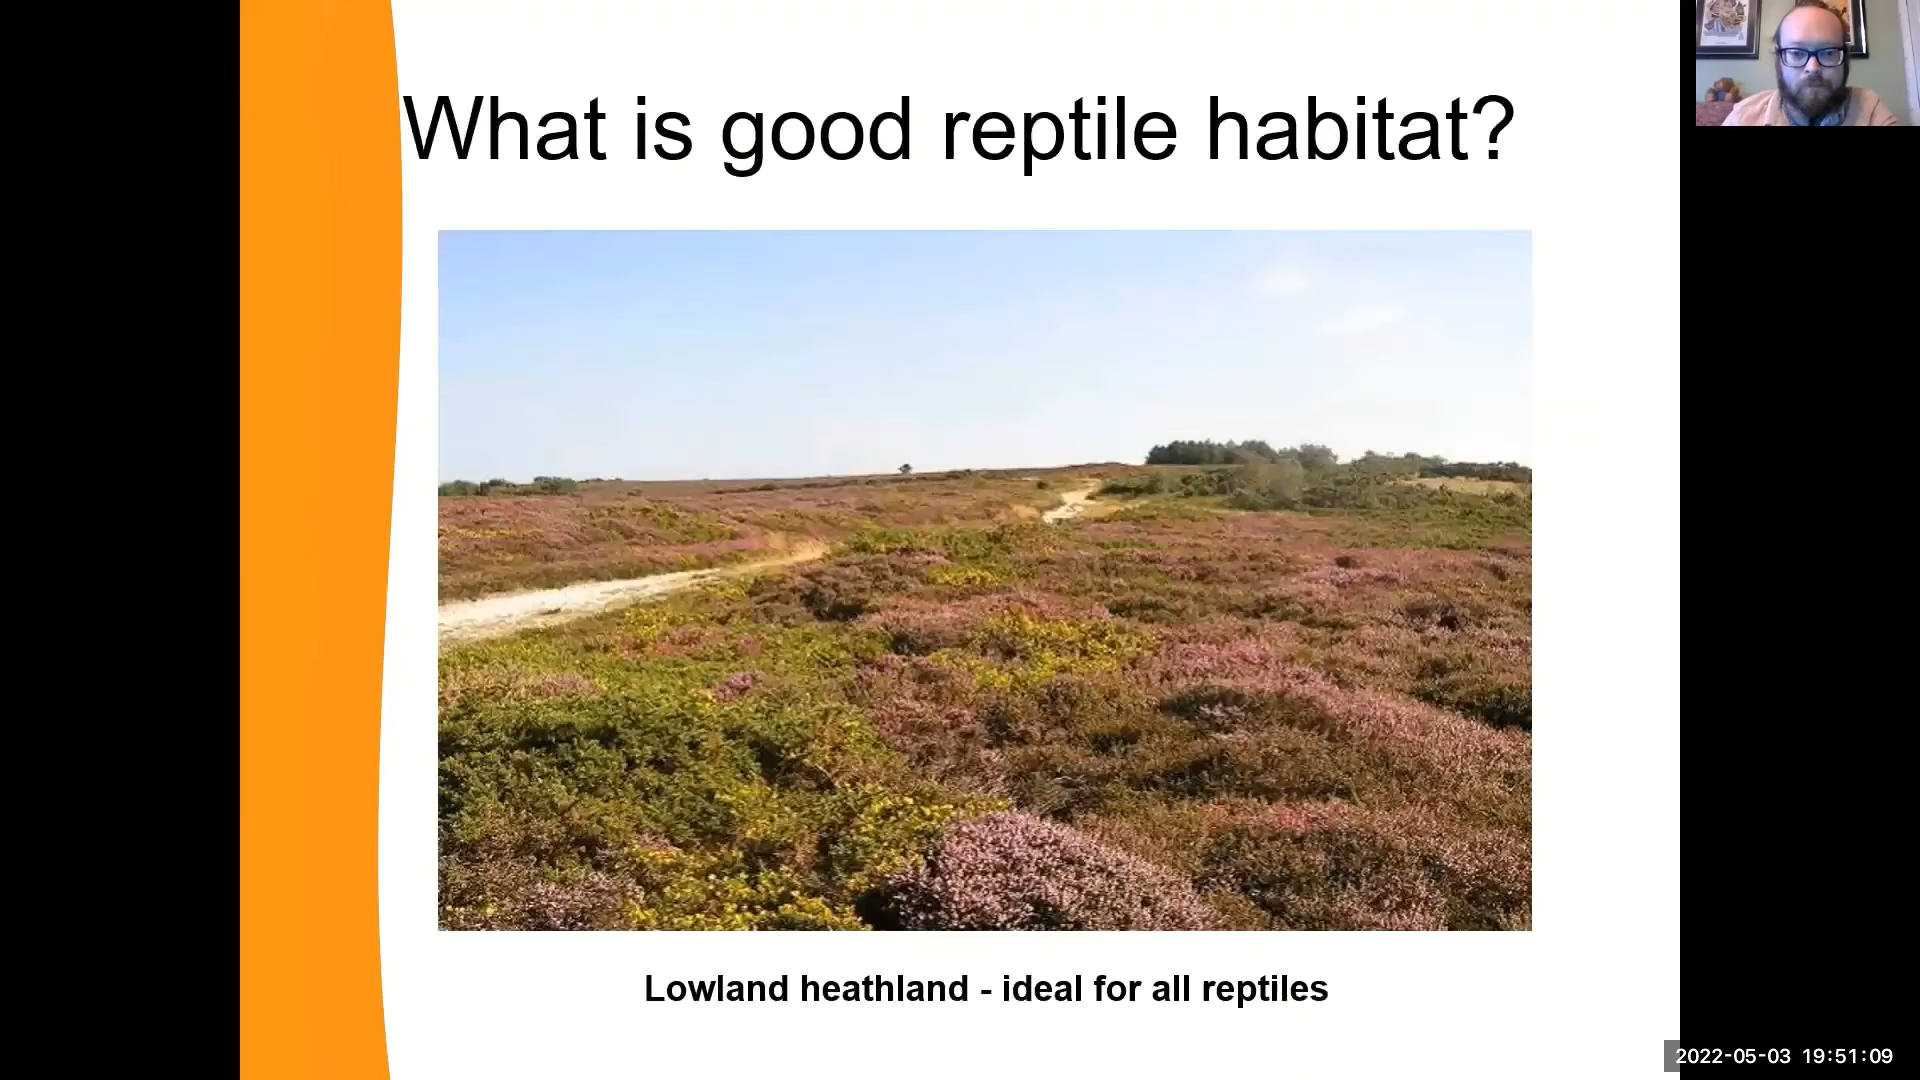 What is good reptile habitat?
Lowland heathland - ideal for all reptiles
2022-05-03 19:51:09